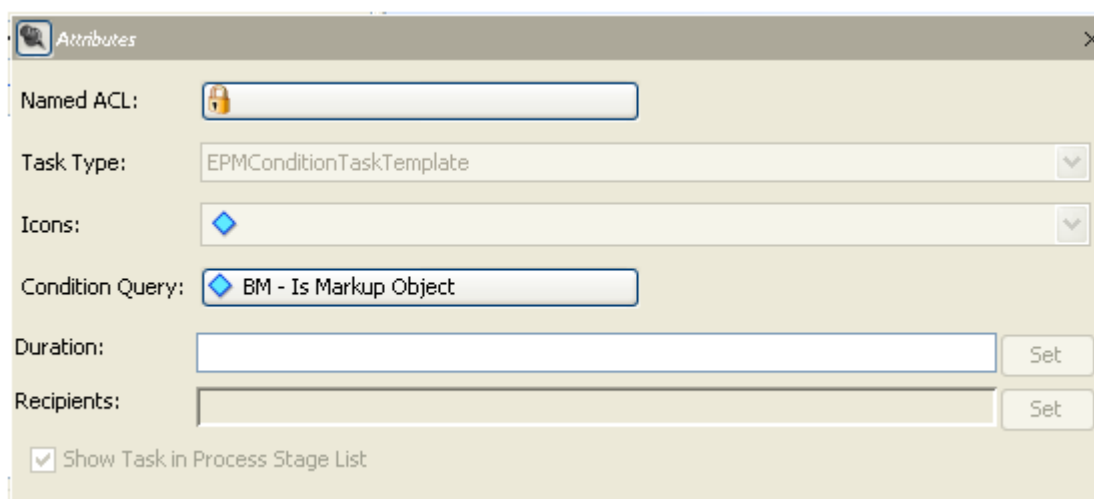 Attributes
Named ACL:
Task Type: EPMConditionTaskTemplate
Icons:
Condition Query: BM - Is Markup Object
Duration: Set
Recipients: Set
Show Task in Process Stage List